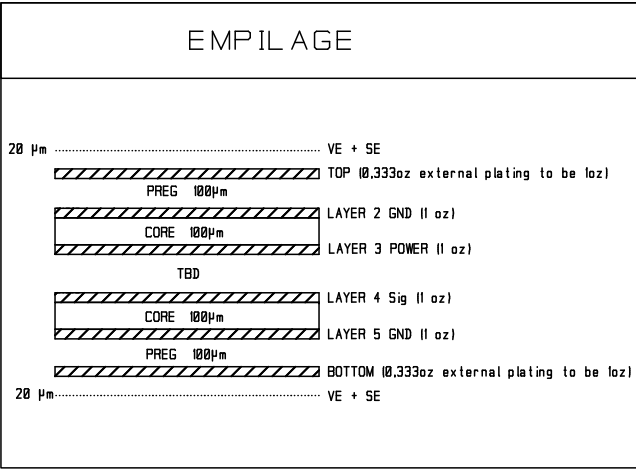 EMPILAGE
20 µm VE + SE
TOP (0,333oz external plating to be 1oz)
PREG 100µm
LAYER 2 GND (1 oz)
CORE 100µm
LAYER 3 POWER (1 oz)
TBD
LAYER 4 Sig (1 oz)
CORE 100µm
LAYER 5 GND (1 oz)
PREG 100µm
BOTTOM (0,333oz external plating to be 1oz)
20 µm VE + SE